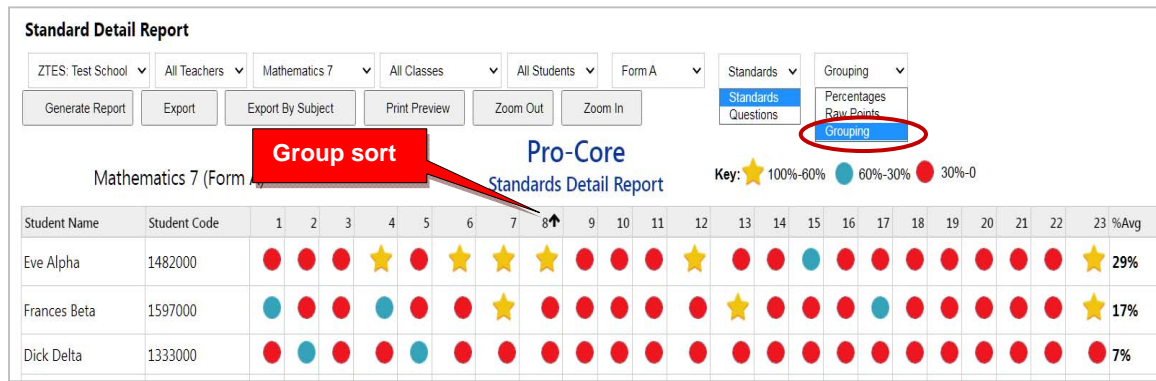 Standard Detail Report
ZTES: Test School All Teachers Mathematics 7 All Classes All Students Form A Standards Grouping
Generate Report Export Export By Subject Print Preview Zoom Out Zoom In Standards Percentages
Questions Raw Points
Grouping
Group sort
Pro-Core
Mathematics 7 (Form A)
Standards Detail Report
Key: 100%-60% 60%-30% 30%-0
Student Name Student Code 1 2 3 4 5 6 7 8 9 10 11 12 13 14 15 16 17 18 19 20 21 22 23 %Avg
Eve Alpha 1482000 29%
Frances Beta 1597000 17%
Dick Delta 1333000 7%